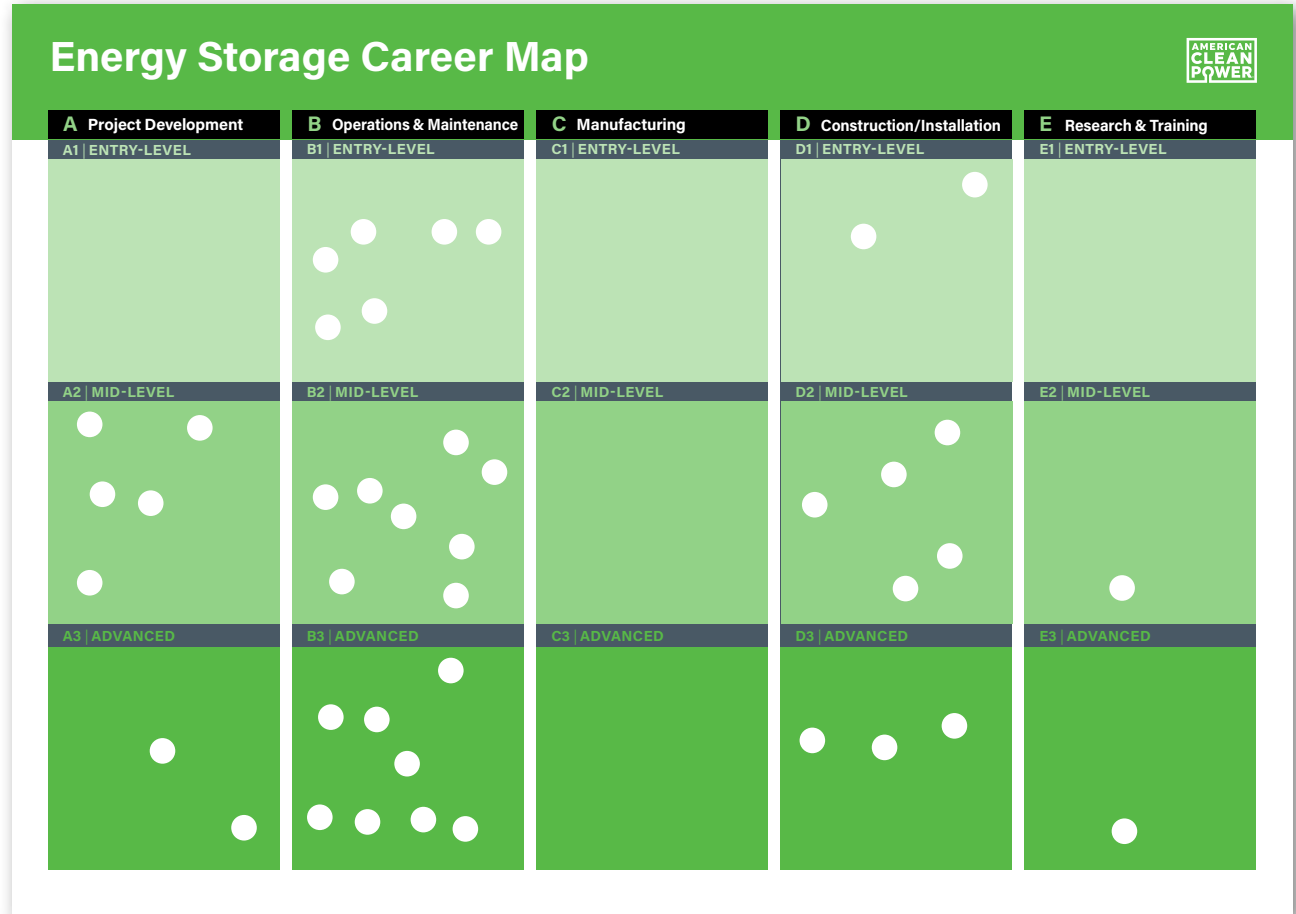 Energy Storage Career Map
AMERICAN
CLEAN
POWER
A Project Development
B Operations & Maintenance
C Manufacturing
D Construction/Installation
E Research & Training
A1 | ENTRY-LEVEL
B1 | ENTRY-LEVEL
C1 | ENTRY-LEVEL
D1 | ENTRY-LEVEL
E1 | ENTRY-LEVEL
A2 | MID-LEVEL
B2 | MID-LEVEL
C2 | MID-LEVEL
D2 | MID-LEVEL
E2 | MID-LEVEL
A3 | ADVANCED
B3 | ADVANCED
C3 | ADVANCED
D3 | ADVANCED
E3 | ADVANCED